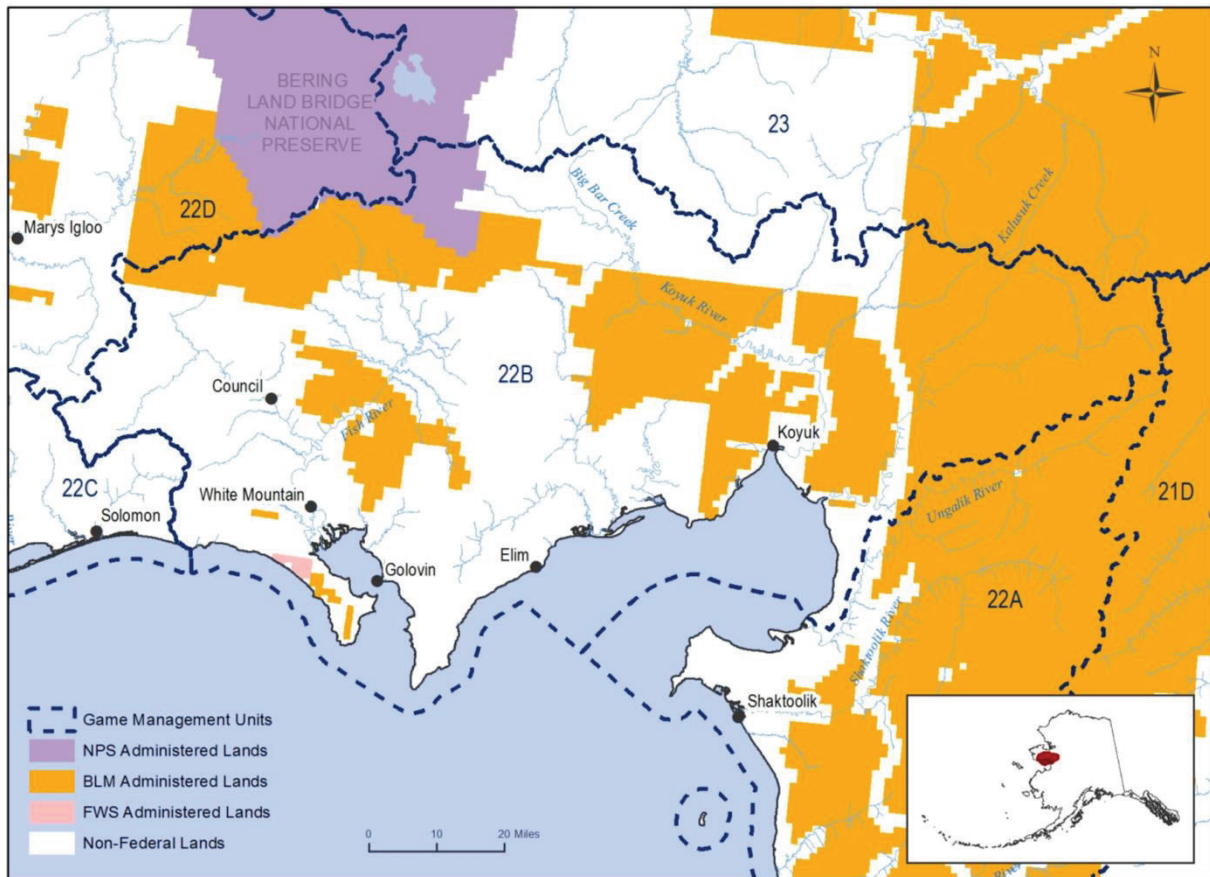 BERING
LAND BRIDGE
NATIONAL
PRESERVE
N
23
Big Bar Creek
Kalusuk Creek
22D
Marys Igloo
Koyuk River
22B
Council
Fish River
Koyuk
White Mountain
22C
Solomon
Ungalik River
21D
Elim
Golovin
22A
Shaktoolik River
Shaktoolik
Game Management Units
NPS Administered Lands
BLM Administered Lands
FWS Administered Lands
Non-Federal Lands
0 10 20 Miles